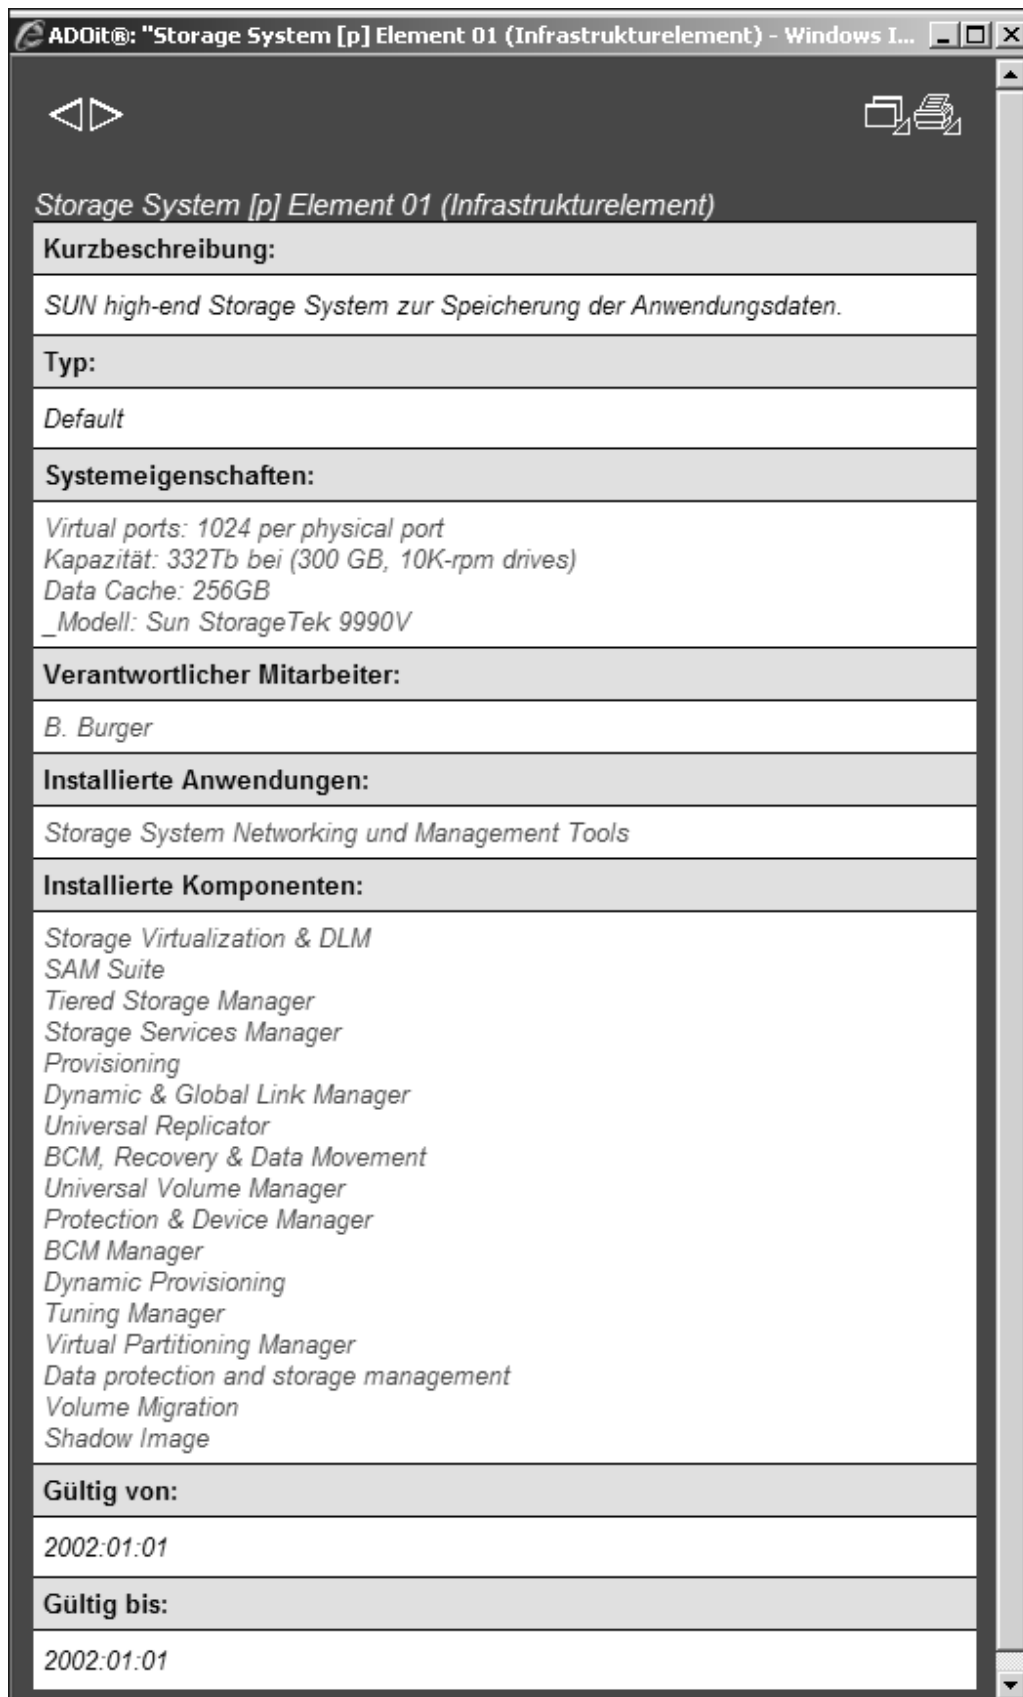 ADOit®: "Storage System [p] Element 01 (Infrastrukturelement) - Windows I...
Storage System [p] Element 01 (Infrastrukturelement)
Kurzbeschreibung:
SUN high-end Storage System zur Speicherung der Anwendungsdaten.
Typ:
Default
Systemeigenschaften:
Virtual ports: 1024 per physical port
Kapazität: 332Tb bei (300 GB, 10K-rpm drives)
Data Cache: 256GB
_Modell: Sun StorageTek 9990V
Verantwortlicher Mitarbeiter:
B. Burger
Installierte Anwendungen:
Storage System Networking und Management Tools
Installierte Komponenten:
Storage Virtualization & DLM
SAM Suite
Tiered Storage Manager
Storage Services Manager
Provisioning
Dynamic & Global Link Manager
Universal Replicator
BCM, Recovery & Data Movement
Universal Volume Manager
Protection & Device Manager
BCM Manager
Dynamic Provisioning
Tuning Manager
Virtual Partitioning Manager
Data protection and storage management
Volume Migration
Shadow Image
Gültig von:
2002:01:01
Gültig bis:
2002:01:01